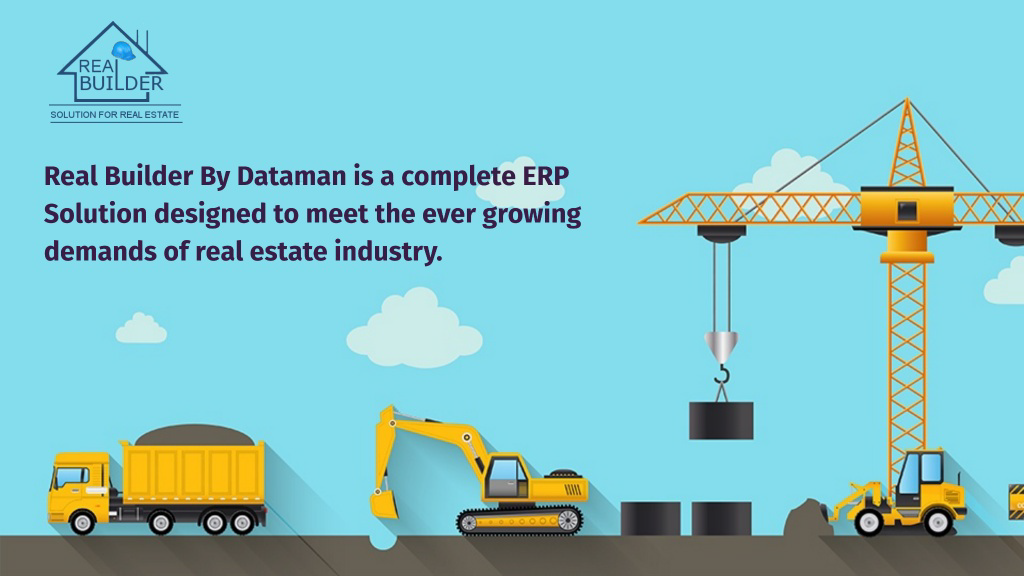 REAL
BUILDER
SOLUTION FOR REAL ESTATE
Real Builder By Dataman is a complete ERP
Solution designed to meet the ever growing
demands of real estate industry.